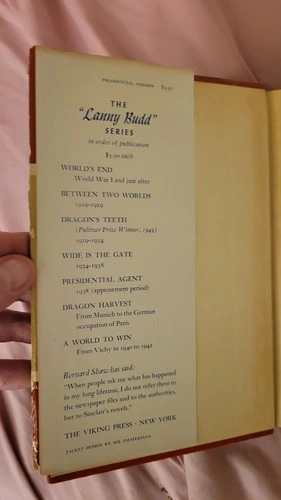 PRESIDENTIAL MISSION $3.50
THE
"Lanny Budd"
SERIES
in order of publication
$3.50 each
WORLD'S END
World War I and just after
BETWEEN TWO WORLDS
1919-1929
DRAGON'S TEETH
(Pulitzer Prize Winner, 1943)
1929-1934
WIDE IS THE GATE
1934-1938
PRESIDENTIAL AGENT
1938 (appeasement period)
DRAGON HARVEST
From Munich to the German
occupation of Paris
A WORLD TO WIN
From Vichy in 1940 to 1942
Bernard Shaw has said:
"When people ask me what has happened
in my long lifetime, I do not refer them to
the newspaper files and to the authorities,
but to Sinclair's novels."
THE VIKING PRESS · NEW YORK
JACKET DESIGN BY